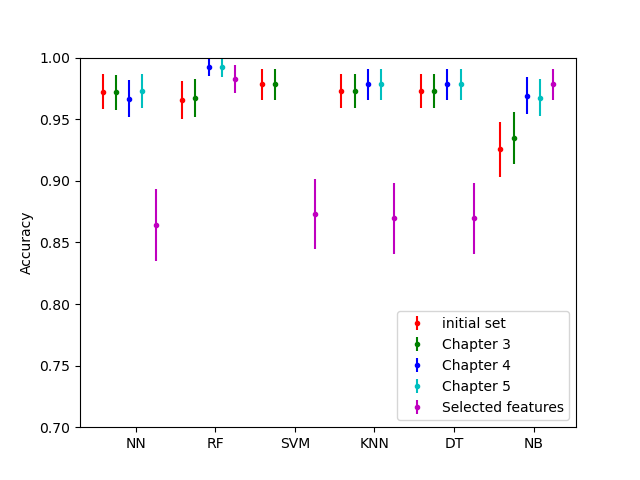 1.00
0.95
0.90
0.85
0.80
0.75
0.70
Accuracy
NN RF SVM KNN DT NB
initial set
Chapter 3
Chapter 4
Chapter 5
Selected features